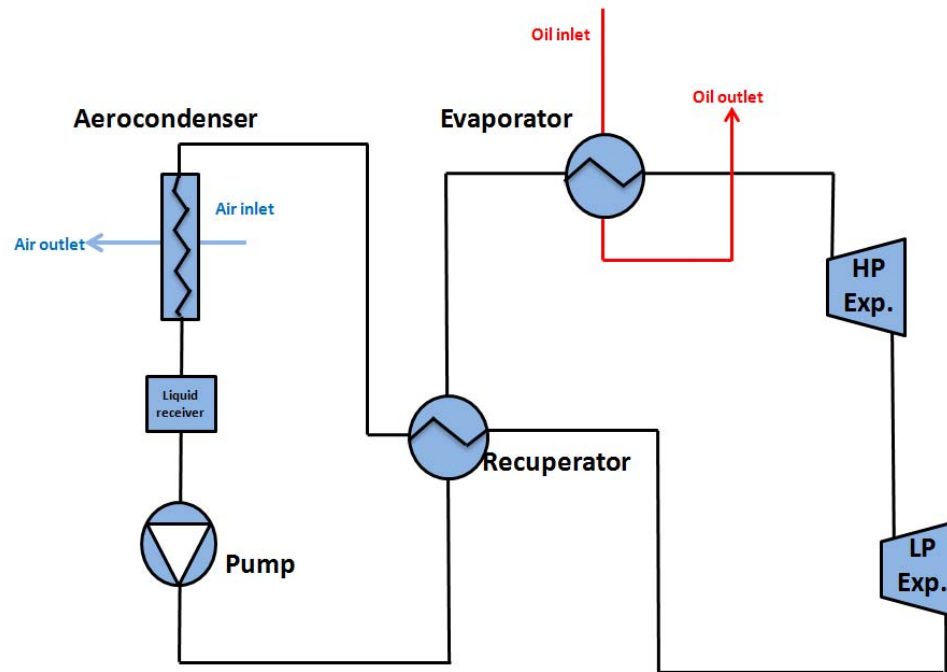 Oil inlet
Oil outlet
Aerocondenser
Evaporator
Air inlet
Air outlet
HP
Exp.
Liquid
receiver
Recuperator
LP
Exp.
Pump